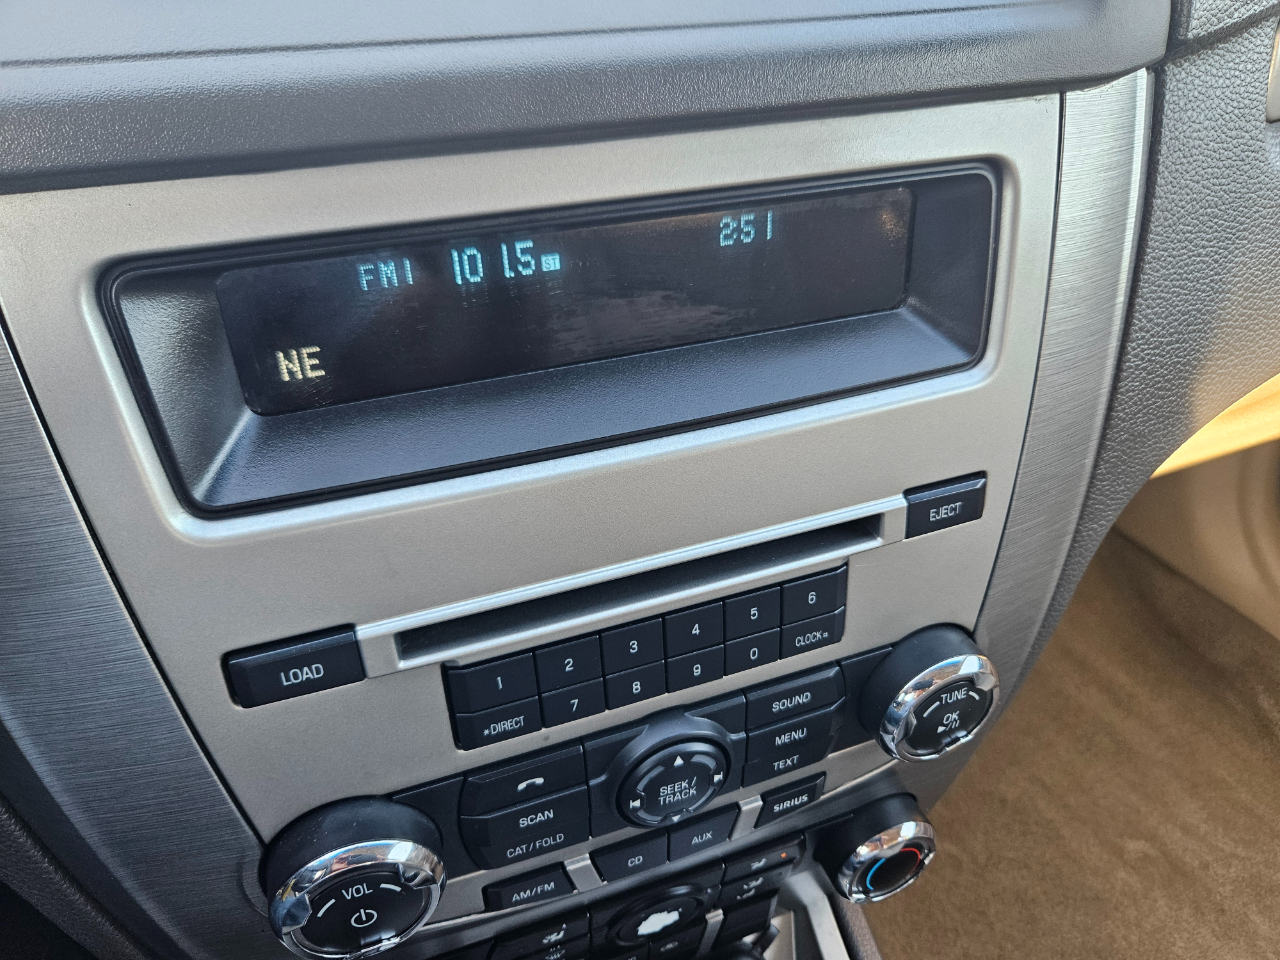 FM1 101.5 ST 2:51
NE
EJECT
LOAD
1 2 3 4 5 6
*DIRECT 7 8 9 0 CLOCK
SOUND
MENU
TEXT
SEEK/
TRACK
SCAN
CAT/FOLD
SIRIUS
AUX
CD
AM/FM
TUNE
OK
VOL